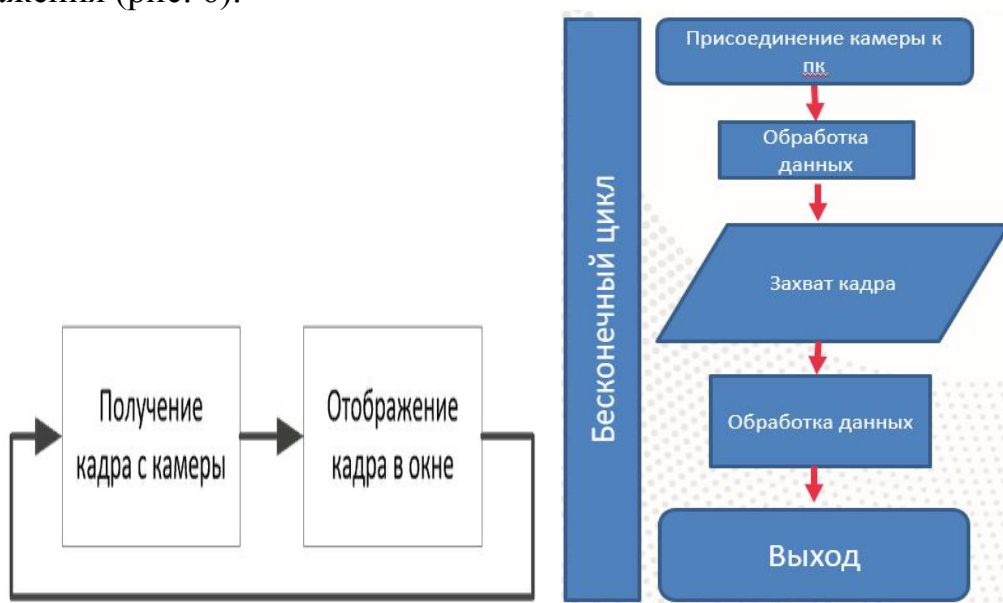 (рис. 6).
Получение
кадра с камеры
Отображение
кадра в окне
Бесконечный цикл
Присоединение камеры к
пк
Обработка
данных
Захват кадра
Обработка данных
Выход